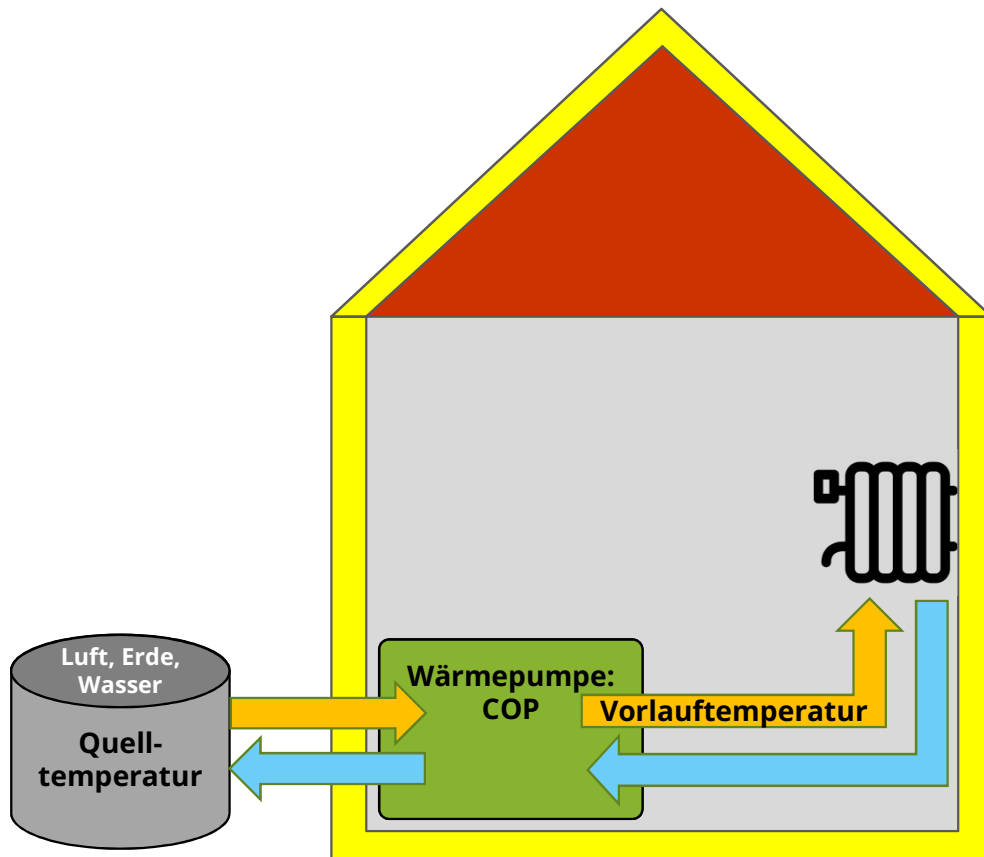 Luft, Erde,
Wasser
Quell-
temperatur
Wärmepumpe:
COP
Vorlauftemperatur